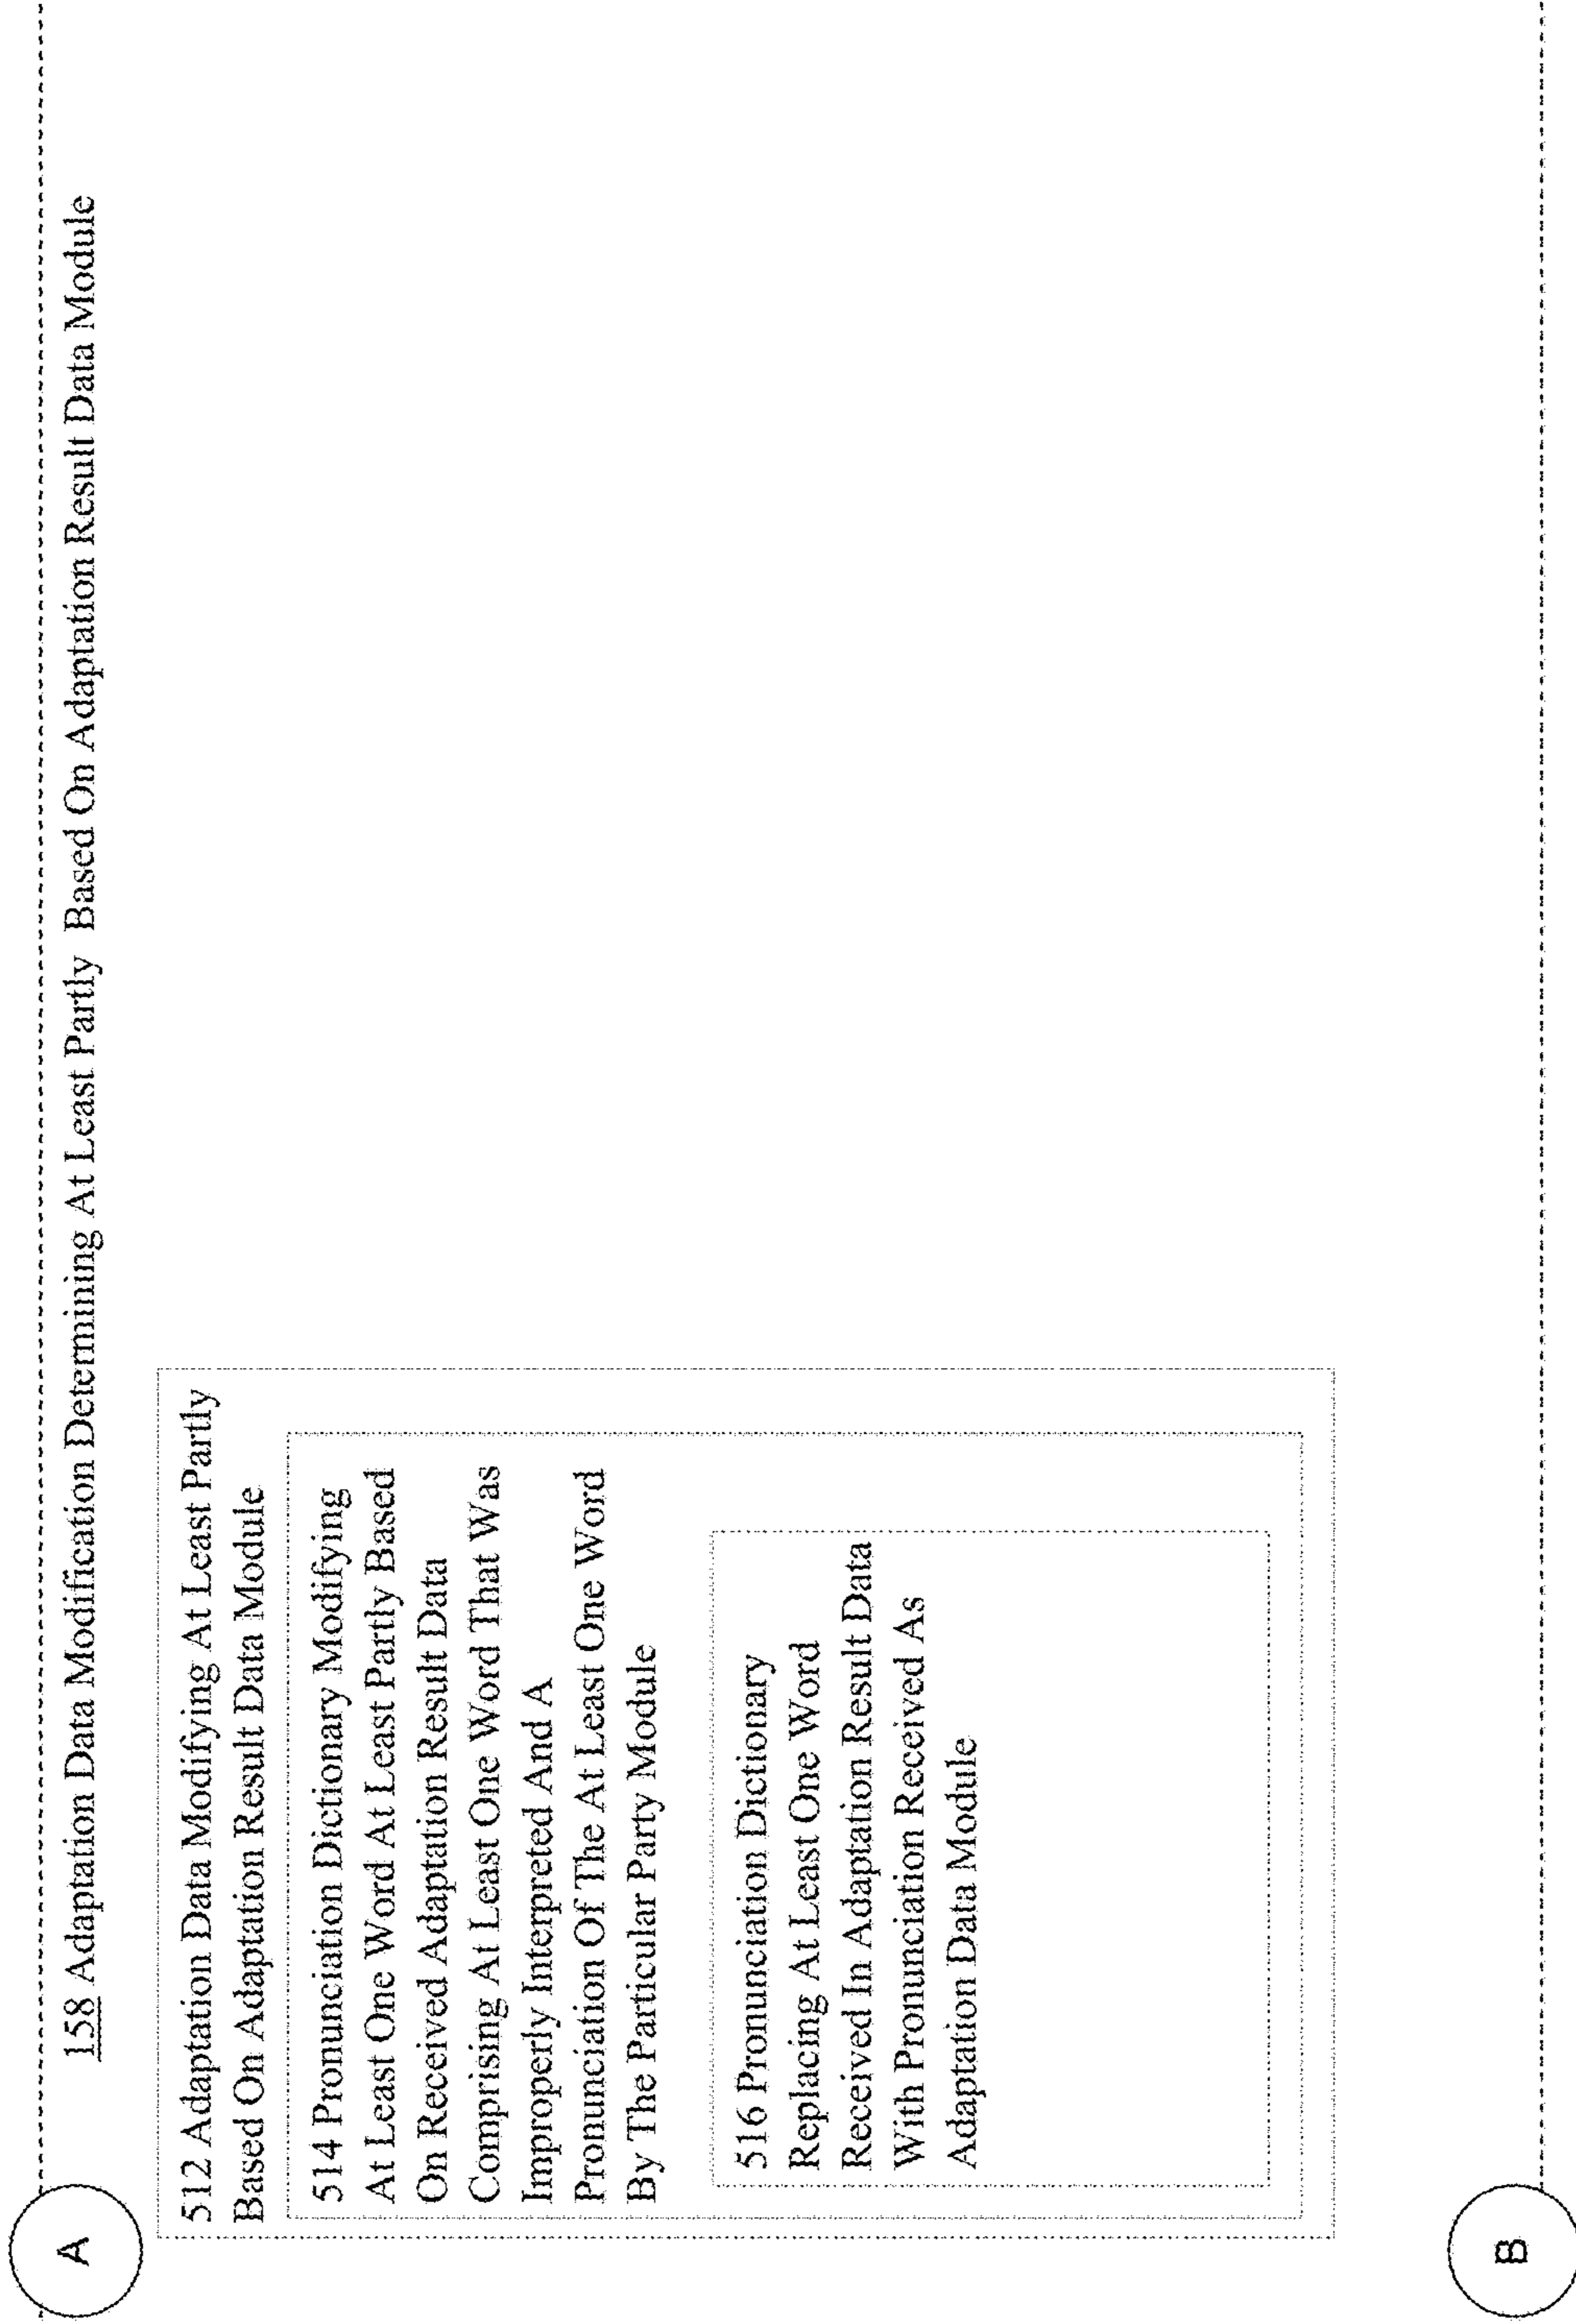 A
158 Adaptation Data Modification Determining At Least Partly Based On Adaptation Result Data Module
512 Adaptation Data Modifying At Least Partly
Based On Adaptation Result Data Module
514 Pronunciation Dictionary Modifying
At Least One Word At Least Partly Based
On Received Adaptation Result Data
Comprising At Least One Word That Was
Improperly Interpreted And A
Pronunciation Of The At Least One Word
By The Particular Party Module
516 Pronunciation Dictionary
Replacing At Least One Word
Received In Adaptation Result Data
With Pronunciation Received As
Adaptation Data Module
B